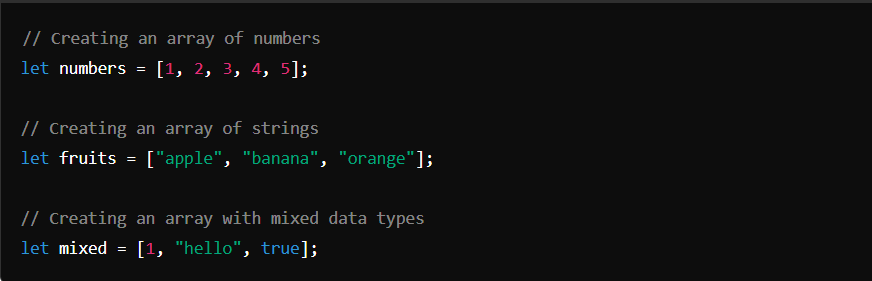 // Creating an array of numbers
let numbers = [1, 2, 3, 4, 5];
// Creating an array of strings
let fruits = ["apple", "banana", "orange"];
// Creating an array with mixed data types
let mixed = [1, "hello", true];